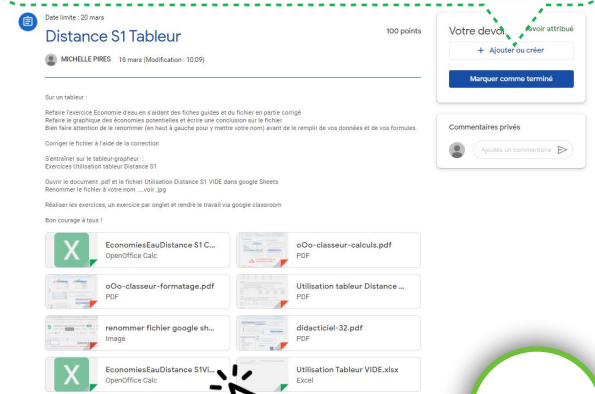 Date limite : 20 mars
Distance S1 Tableur
100 points
MICHELLE PIRES 16 mars (Modification : 10:09)
Sur un tableur :
Refaire l'exercice Economie d'eau en s'aidant des fiches guides et du fichier en partie corrigé
Refaire le graphique des économies potentielles et écrire une conclusion sur le fichier
Bien faire attention de le renommer (en haut à gauche pour y mettre votre nom) avant de le remplir de vos données et de vos formules.
Corriger le fichier à l'aide de la correction
S'entraîner sur le tableur-grapheur :
Exercices Utilisation tableur Distance S1
Ouvrir le document .pdf et le fichier Utilisation Distance S1 VIDE dans google Sheets
Renommer le fichier à votre nom ....voir .jpg
Réaliser les exercices, un exercice par onglet et rendre le travail via google classroom
Bon courage à tous !
EconomiesEauDistance S1 C...
OpenOffice Calc
oOo-classeur-calculs.pdf
PDF
oOo-classeur-formatage.pdf
PDF
Utilisation tableur Distance ...
PDF
renommer fichier google sh...
Image
didacticiel-32.pdf
PDF
EconomiesEauDistance S1Vi...
OpenOffice Calc
Utilisation Tableur VIDE.xlsx
Excel
Votre devoi
evoir attribué
+ Ajouter ou créer
Marquer comme terminé
Commentaires privés
Ajoutez un commentaire